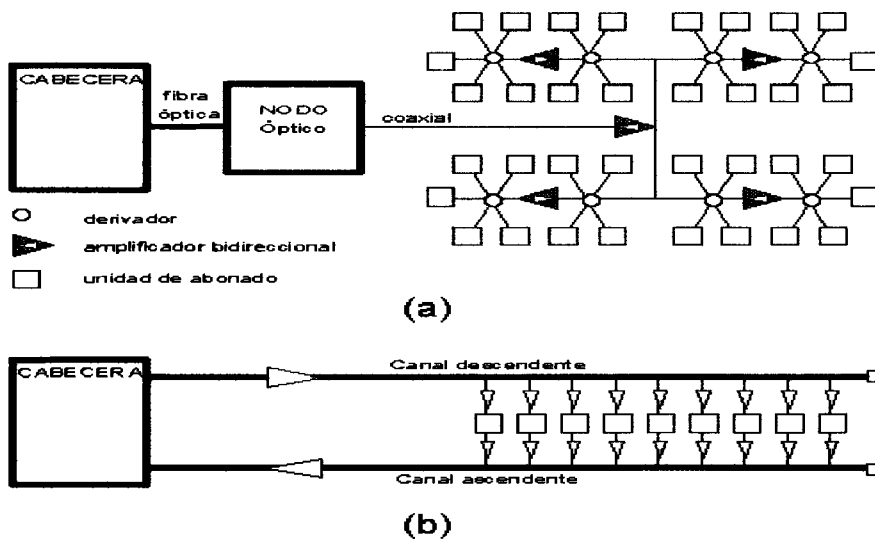 CABECERA
fibra
óptica
NODO
Óptico
coaxial
derivador
amplificador bidireccional
unidad de abonado
(a)
CABECERA
Canal descendente
Canal ascendente
(b)